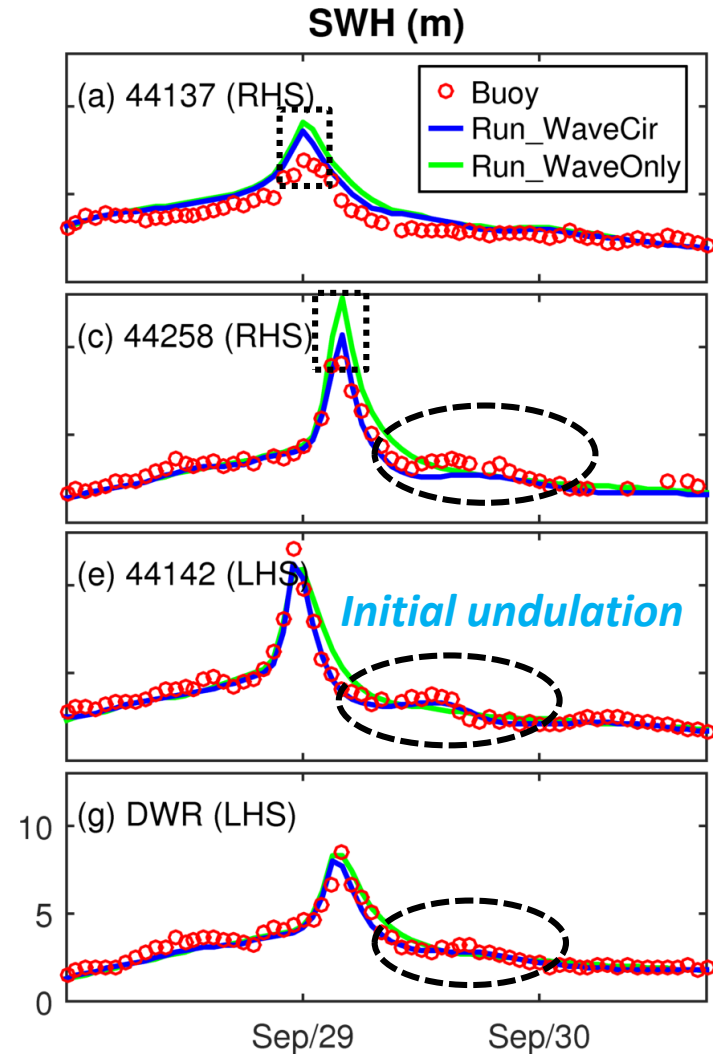 SWH (m)
(a) 44137 (RHS)
Buoy
Run_WaveCir
Run_WaveOnly
(c) 44258 (RHS)
(e) 44142 (LHS)
Initial undulation
(g) DWR (LHS)
10
5
0
Sep/29
Sep/30